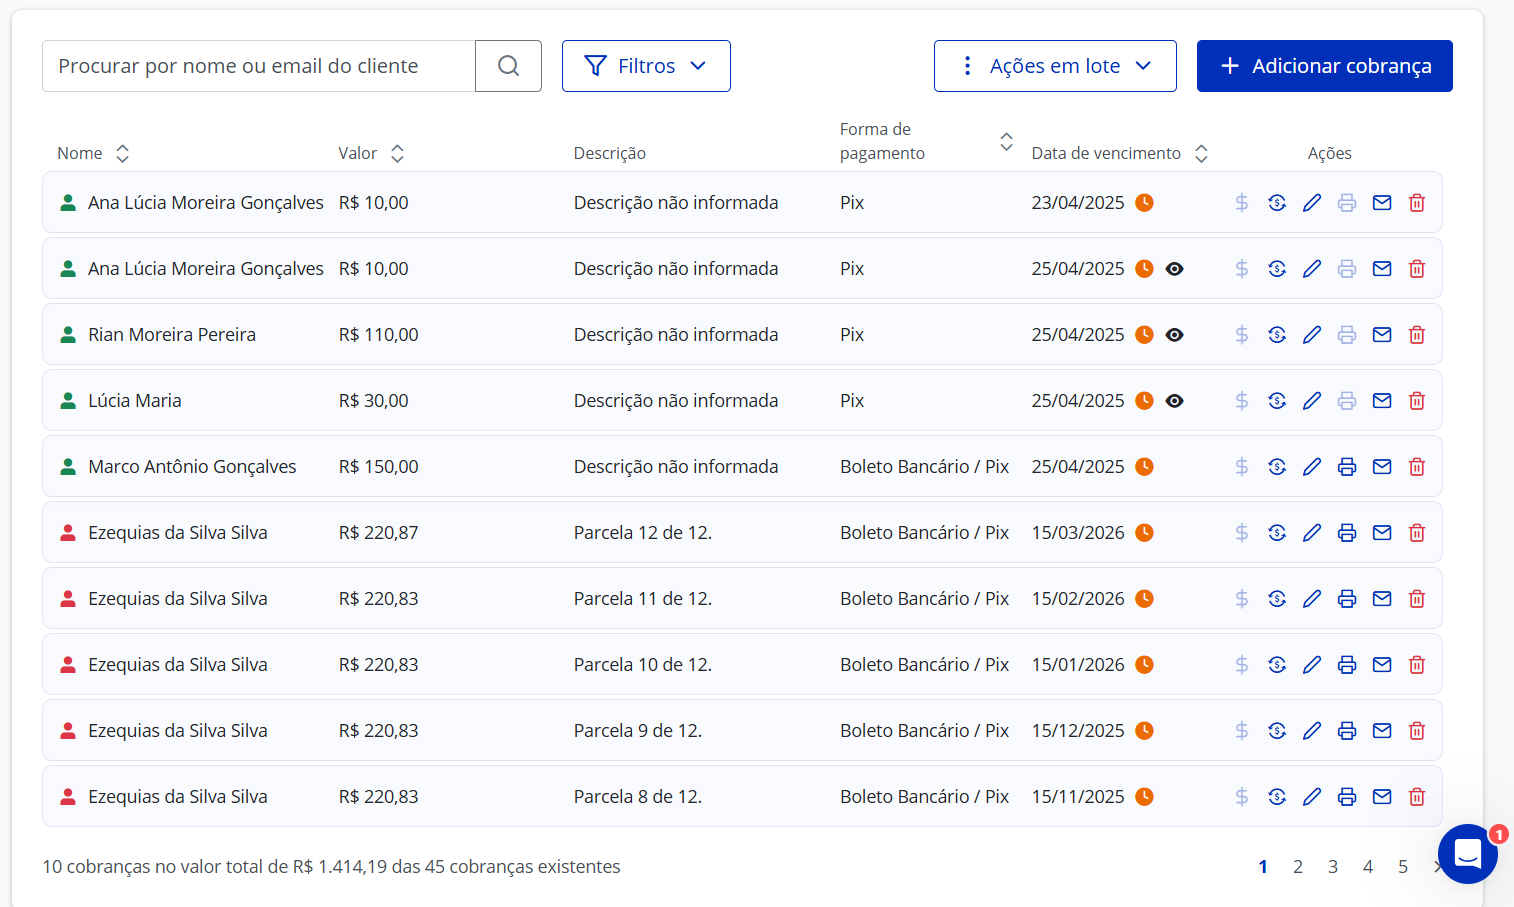 Procurar por nome ou email do cliente
Filtros
Ações em lote
Adicionar cobrança
Nome
Valor
Descrição
Forma de
pagamento
Data de vencimento
Ações
Ana Lúcia Moreira Gonçalves R$ 10,00 Descrição não informada Pix 23/04/2025
Ana Lúcia Moreira Gonçalves R$ 10,00 Descrição não informada Pix 25/04/2025
Rian Moreira Pereira R$ 110,00 Descrição não informada Pix 25/04/2025
Lúcia Maria R$ 30,00 Descrição não informada Pix 25/04/2025
Marco Antônio Gonçalves R$ 150,00 Descrição não informada Boleto Bancário / Pix 25/04/2025
Ezequias da Silva Silva R$ 220,87 Parcela 12 de 12. Boleto Bancário / Pix 15/03/2026
Ezequias da Silva Silva R$ 220,83 Parcela 11 de 12. Boleto Bancário / Pix 15/02/2026
Ezequias da Silva Silva R$ 220,83 Parcela 10 de 12. Boleto Bancário / Pix 15/01/2026
Ezequias da Silva Silva R$ 220,83 Parcela 9 de 12. Boleto Bancário / Pix 15/12/2025
Ezequias da Silva Silva R$ 220,83 Parcela 8 de 12. Boleto Bancário / Pix 15/11/2025
10 cobranças no valor total de R$ 1.414,19 das 45 cobranças existentes
1 2 3 4 5
1